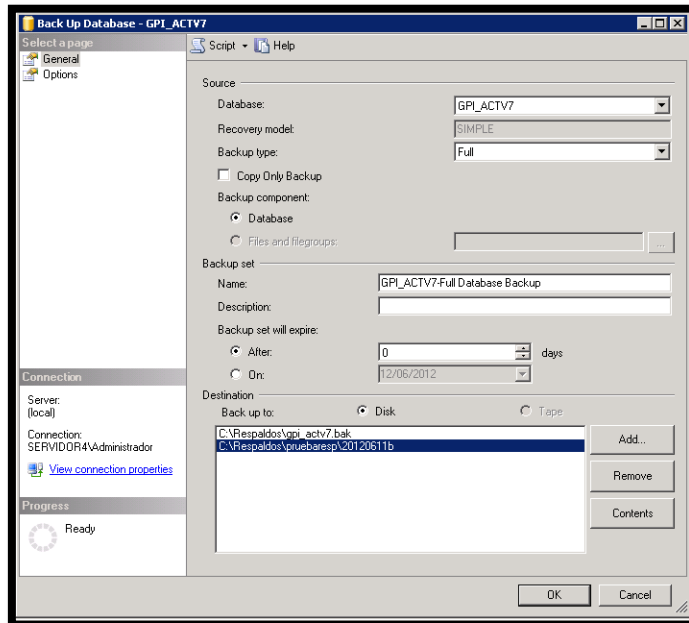 Back Up Database - GPI_ACTV7
Select a page
General
Options
Script
Help
Source
Database:
GPI_ACTV7
Recovery model:
SIMPLE
Backup type:
Full
Copy Only Backup
Backup component:
Database
Files and filegroups:
...
Backup set
Name:
GPI_ACTV7-Full Database Backup
Description:
Backup set will expire:
After:
0
days
On:
12/06/2012
Destination
Back up to:
Disk
Tape
C:\Respaldos\gpi_actv7.bak
C:\Respaldos\pruebaresp\20120611b
Add...
Remove
Contents
Connection
Server:
(local)
Connection:
SERVIDOR4\Administrador
View connection properties
Progress
Ready
OK
Cancel